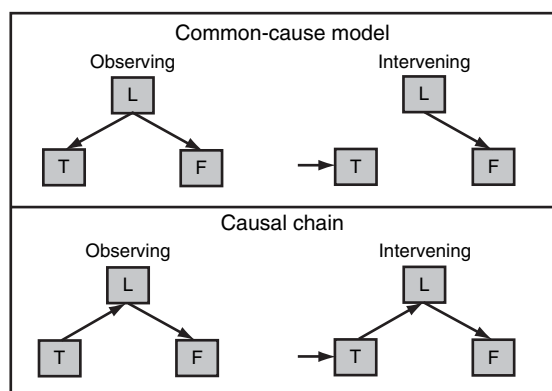 Common-cause model
Observing Intervening
L L
T F T F
Causal chain
Observing Intervening
L L
T F T F